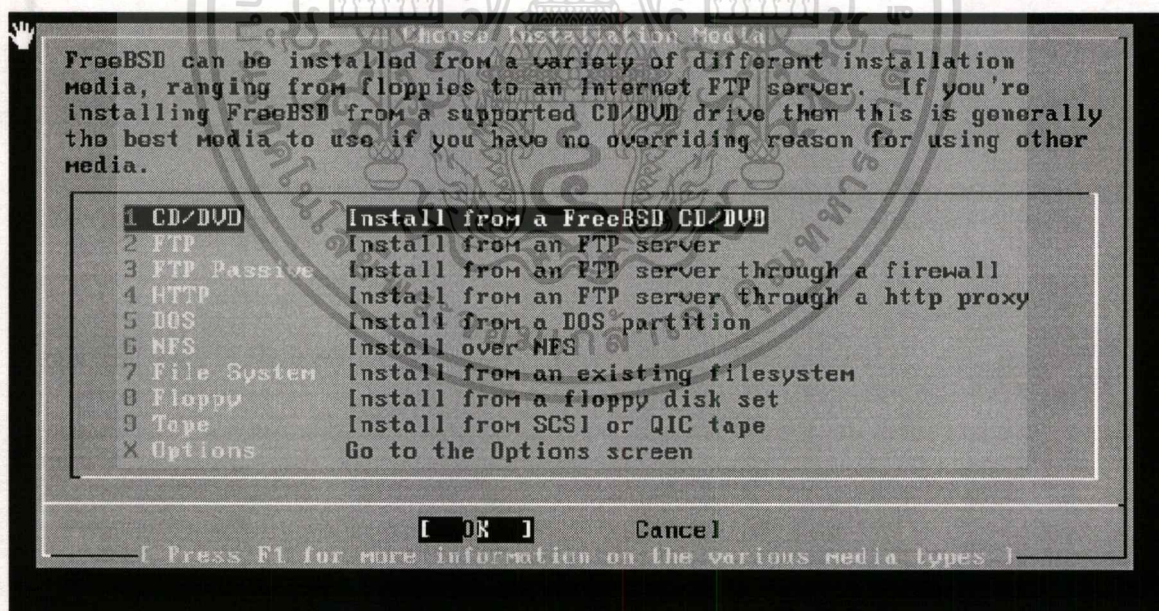 Choose Installation Media
FreeBSD can be installed from a variety of different installation
media, ranging from floppies to an Internet FTP server. If you're
installing FreeBSD from a supported CD/DVD drive then this is generally
the best media to use if you have no overriding reason for using other
media.
1 CD/DVD Install from a FreeBSD CD/DVD
2 FTP Install from an FTP server
3 FTP Passive Install from an FTP server through a firewall
4 HTTP Install from an FTP server through a http proxy
5 DOS Install from a DOS partition
6 NFS Install over NFS
7 File System Install from an existing filesystem
8 Floppy Install from a floppy disk set
9 Tape Install from SCSI or QIC tape
X Options Go to the Options screen
[ OK ] Cancel
[ Press F1 for more information on the various media types ]